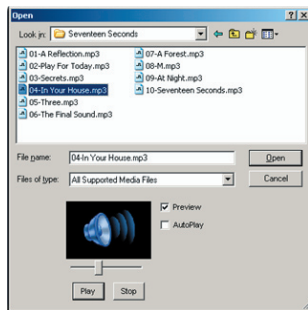 Open
Look in: Seventeen Seconds
01-A Reflection.mp3
02-Play For Today.mp3
03-Secrets.mp3
04-In Your House.mp3
05-Three.mp3
06-The Final Sound.mp3
07-A Forest.mp3
08-M.mp3
09-At Night.mp3
10-Seventeen Seconds.mp3
File name: 04-In Your House.mp3 Open
Files of type: All Supported Media Files Cancel
Preview
AutoPlay
Play Stop